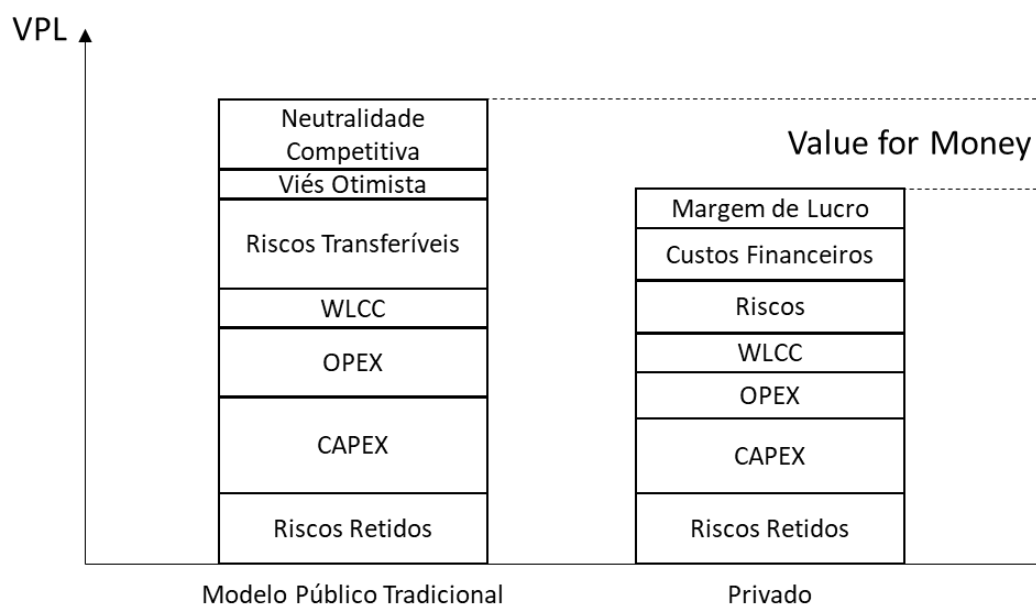 VPL
Neutralidade
Competitiva
Viés Otimista
Riscos Transferíveis
WLCC
OPEX
CAPEX
Riscos Retidos
Value for Money
Margem de Lucro
Custos Financeiros
Riscos
WLCC
OPEX
CAPEX
Riscos Retidos
Modelo Público Tradicional
Privado